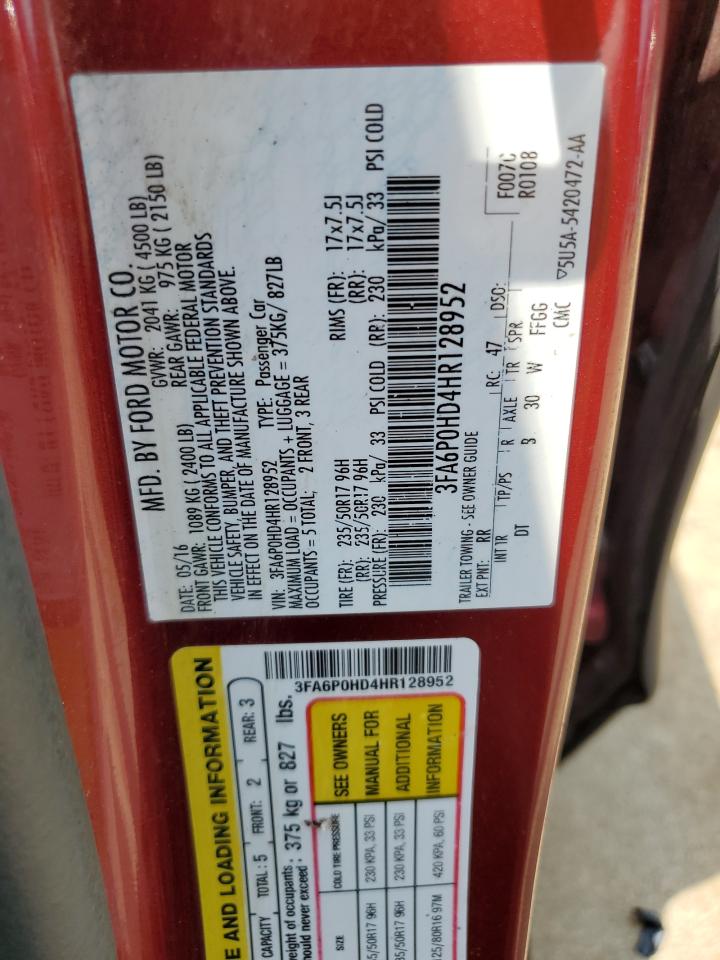 MFD. BY FORD MOTOR CO.
DATE: 05/16 GVWR: 2041 KG ( 4500 LB)
FRONT GAWR: 1089 KG ( 2400 LB) REAR GAWR: 975 KG ( 2150 LB)
THIS VEHICLE CONFORMS TO ALL APPLICABLE FEDERAL MOTOR
VEHICLE SAFETY, BUMPER, AND THEFT PREVENTION STANDARDS
IN EFFECT ON THE DATE OF MANUFACTURE SHOWN ABOVE.
VIN: 3FA6P0HD4HR128952 TYPE: Passenger Car
MAXIMUM LOAD = OCCUPANTS + LUGGAGE = 375KG/ 827LB
OCCUPANTS = 5 TOTAL: 2 FRONT, 3 REAR
TIRE (FR): 235/50R17 96H RIMS (FR): 17x7.5J
(RR): 235/50R17 96H (RR): 17x7.5J
PRESSURE (FR): 230 kPa/ 33 PSI COLD (RR): 230 kPa/ 33 PSI COLD
3FA6P0HD4HR128952
TRAILER TOWING - SEE OWNER GUIDE
EXT PNT: RR RC: 47 DSO: F007C
R0108
INT TR TP/PS R AXLE TR SPR
DT B 30 W FFGG
CMC 5U5A-5420472-AA
E AND LOADING INFORMATION
CAPACITY TOTAL: 5 FRONT: 2 REAR: 3
eight of occupants
hould never exceed : 375 kg or 827 lbs.
3FA6P0HD4HR128952
SIZE COLD TIRE PRESSURE SEE OWNERS
5/50R17 96H 230 KPA, 33 PSI MANUAL FOR
35/50R17 96H 230 KPA, 33 PSI ADDITIONAL
25/80R16 97M 420 KPA, 60 PSI INFORMATION